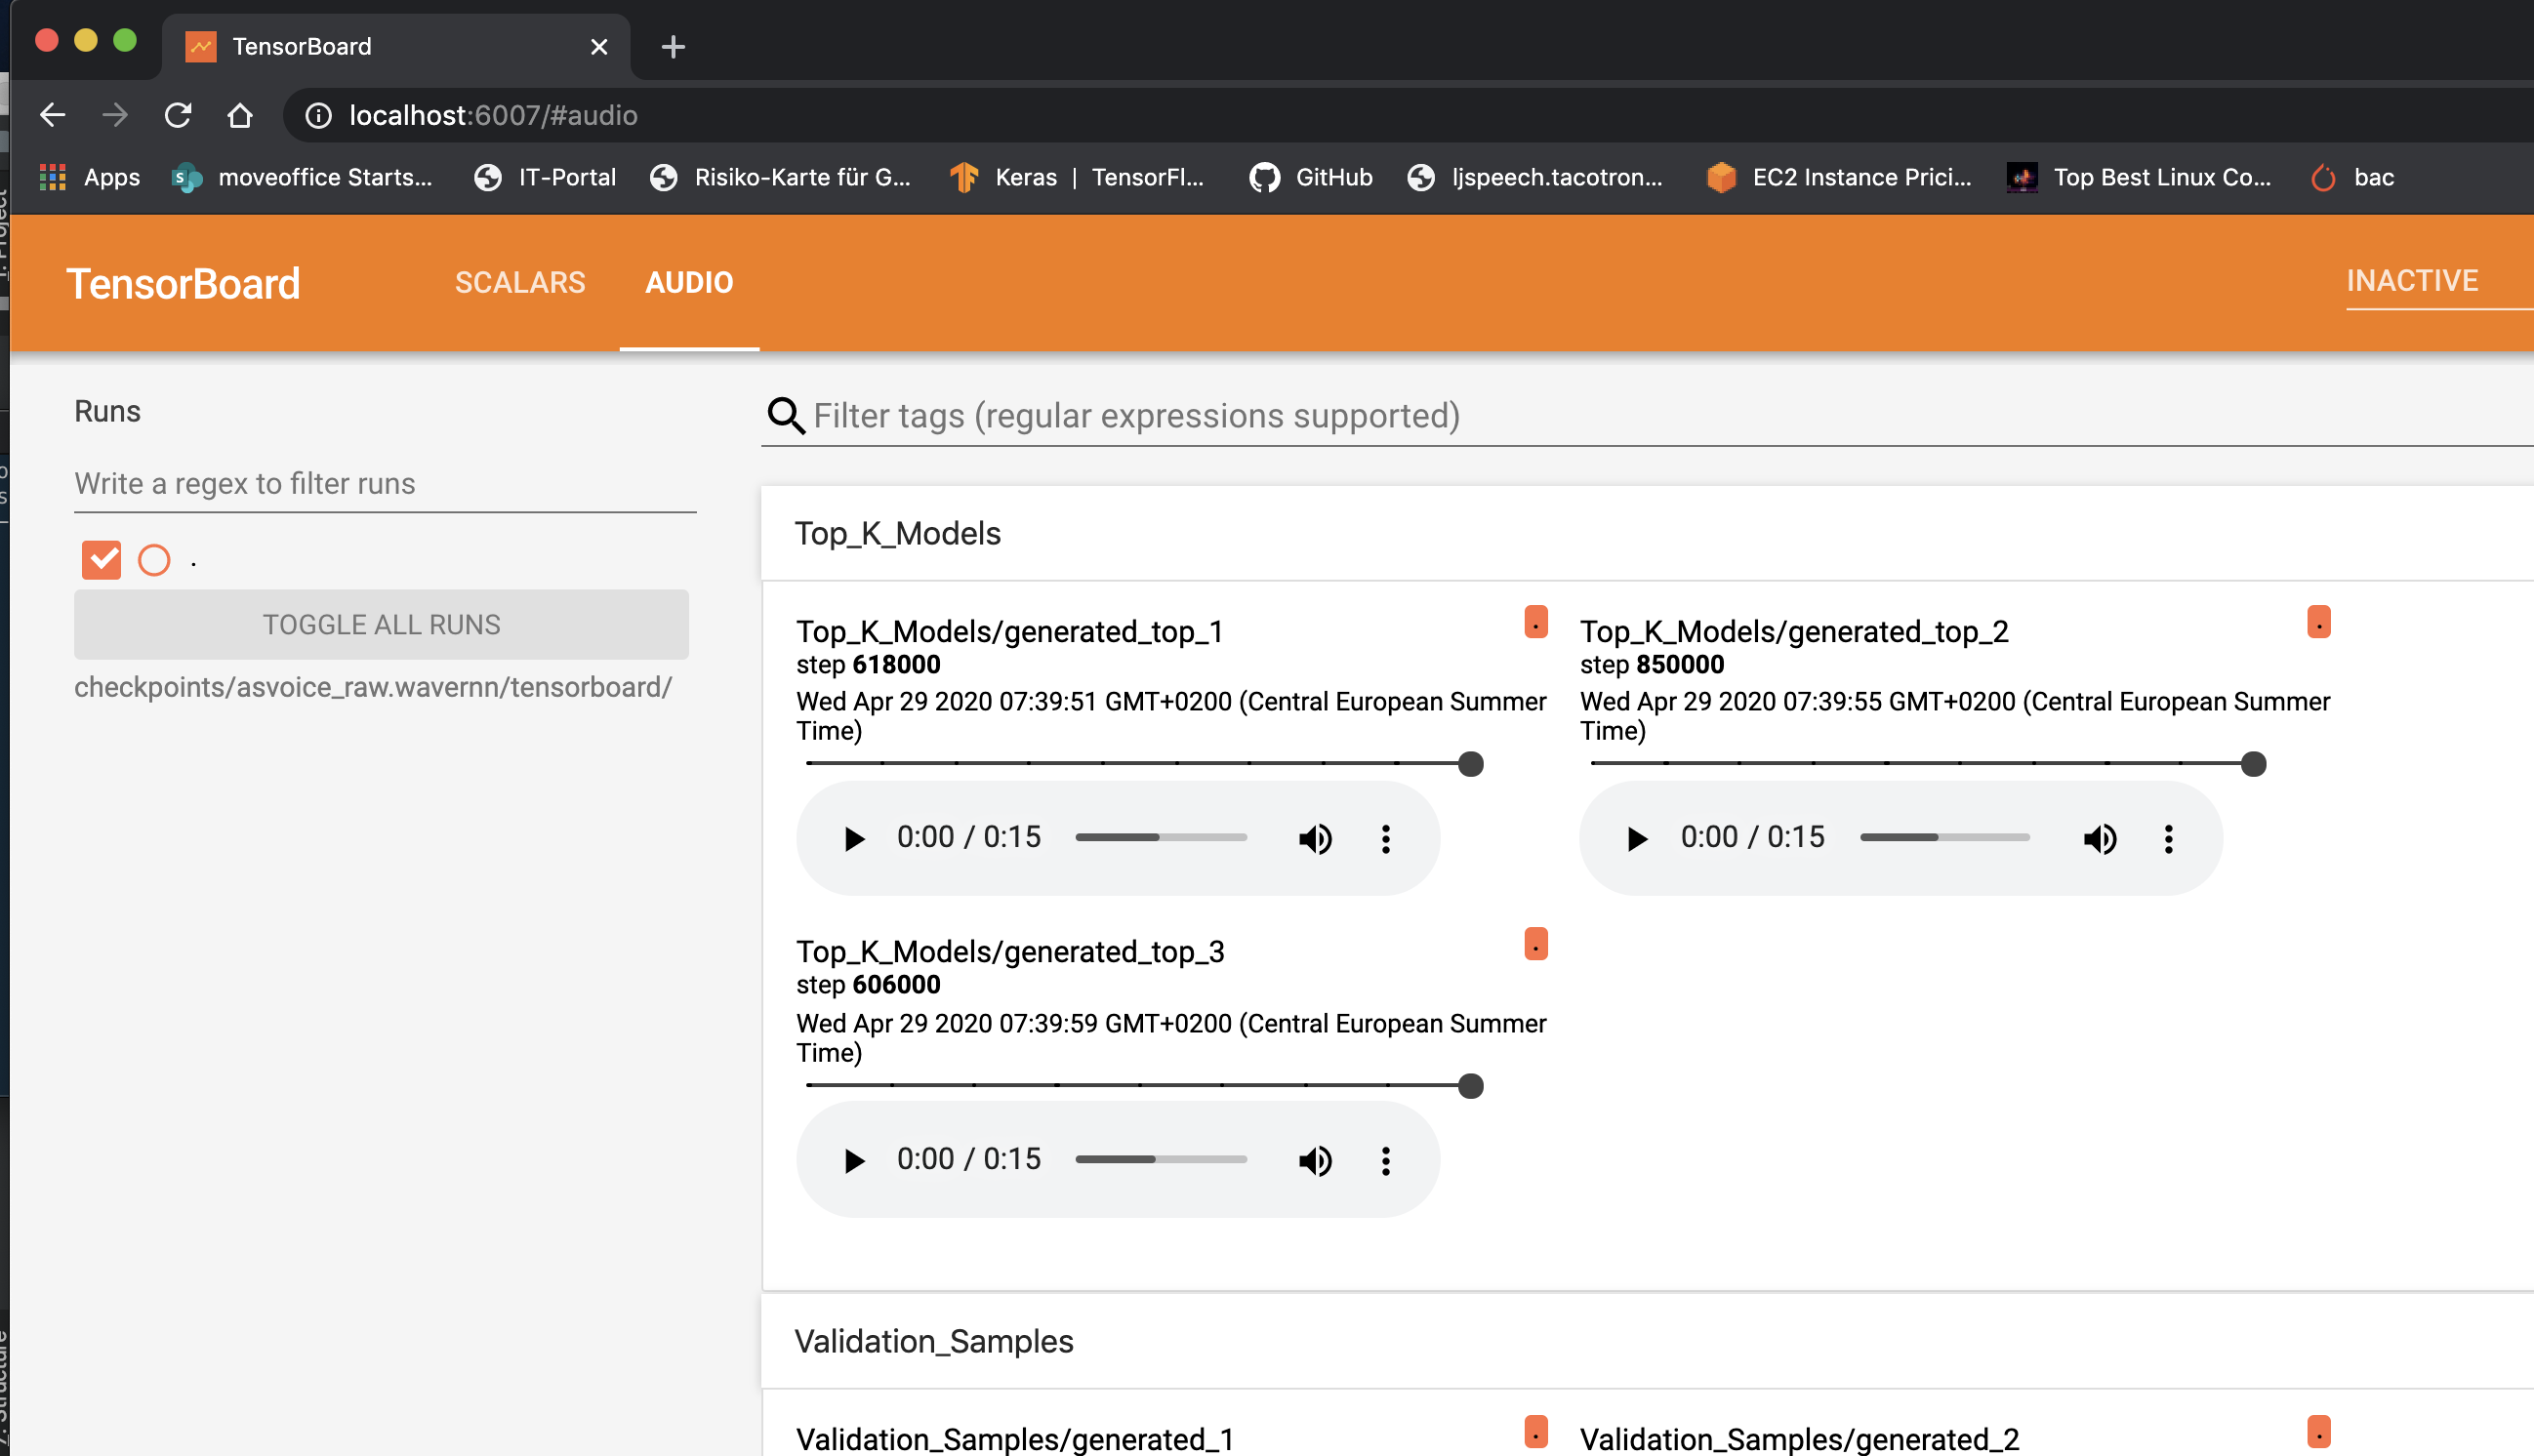 TensorBoard
localhost:6007/#audio
Apps
moveoffice Starts...
IT-Portal
Risiko-Karte für G...
Keras | TensorFl...
GitHub
ljspeech.tacotron...
EC2 Instance Prici...
Top Best Linux Co...
bac
TensorBoard
SCALARS
AUDIO
INACTIVE
Runs
Write a regex to filter runs
.
TOGGLE ALL RUNS
checkpoints/asvoice_raw.wavernn/tensorboard/
Filter tags (regular expressions supported)
Top_K_Models
Top_K_Models/generated_top_1
.
step 618000
Wed Apr 29 2020 07:39:51 GMT+0200 (Central European Summer
Time)
0:00 / 0:15
Top_K_Models/generated_top_2
.
step 850000
Wed Apr 29 2020 07:39:55 GMT+0200 (Central European Summer
Time)
0:00 / 0:15
Top_K_Models/generated_top_3
.
step 606000
Wed Apr 29 2020 07:39:59 GMT+0200 (Central European Summer
Time)
0:00 / 0:15
Validation_Samples
Validation_Samples/generated_1
.
Validation_Samples/generated_2
.